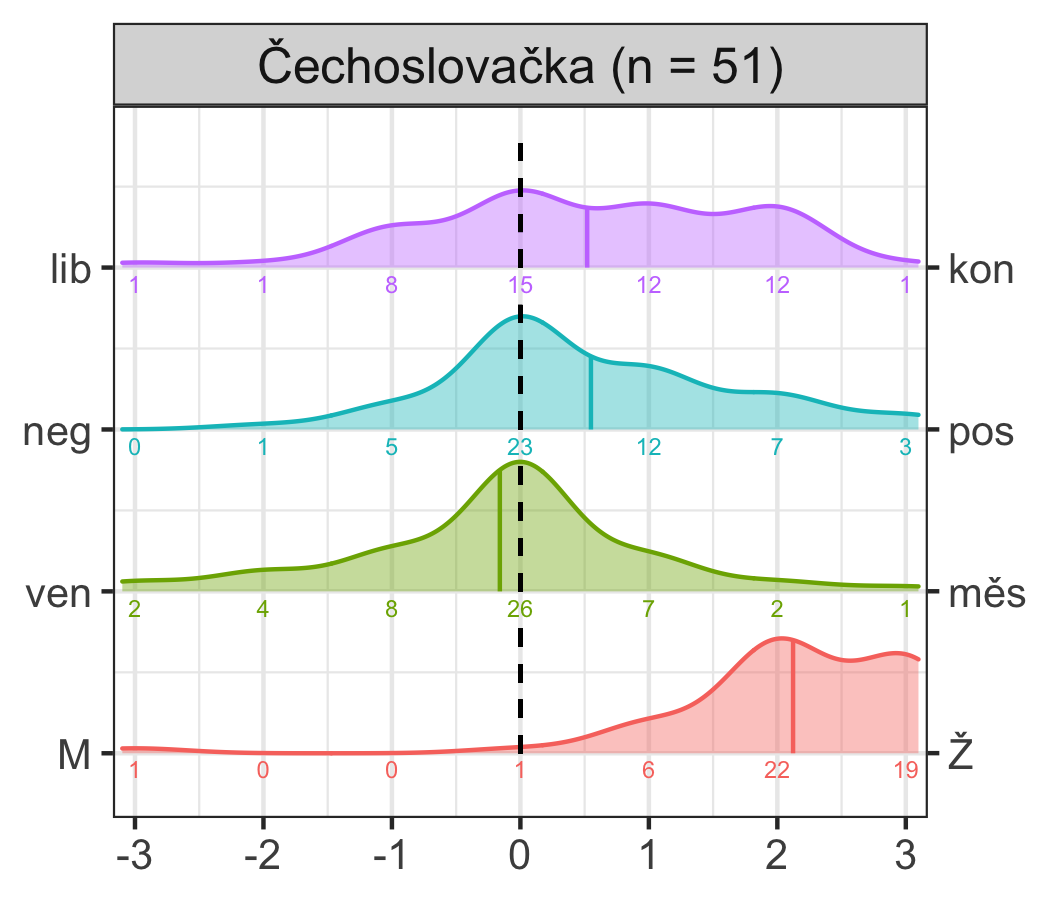 Čechoslovačka (n = 51)
lib kon
1 1 8 15 12 12 1
neg pos
0 1 5 23 12 7 3
ven měs
2 4 8 26 7 2 1
M Ž
1 0 0 1 6 22 19
-3 -2 -1 0 1 2 3